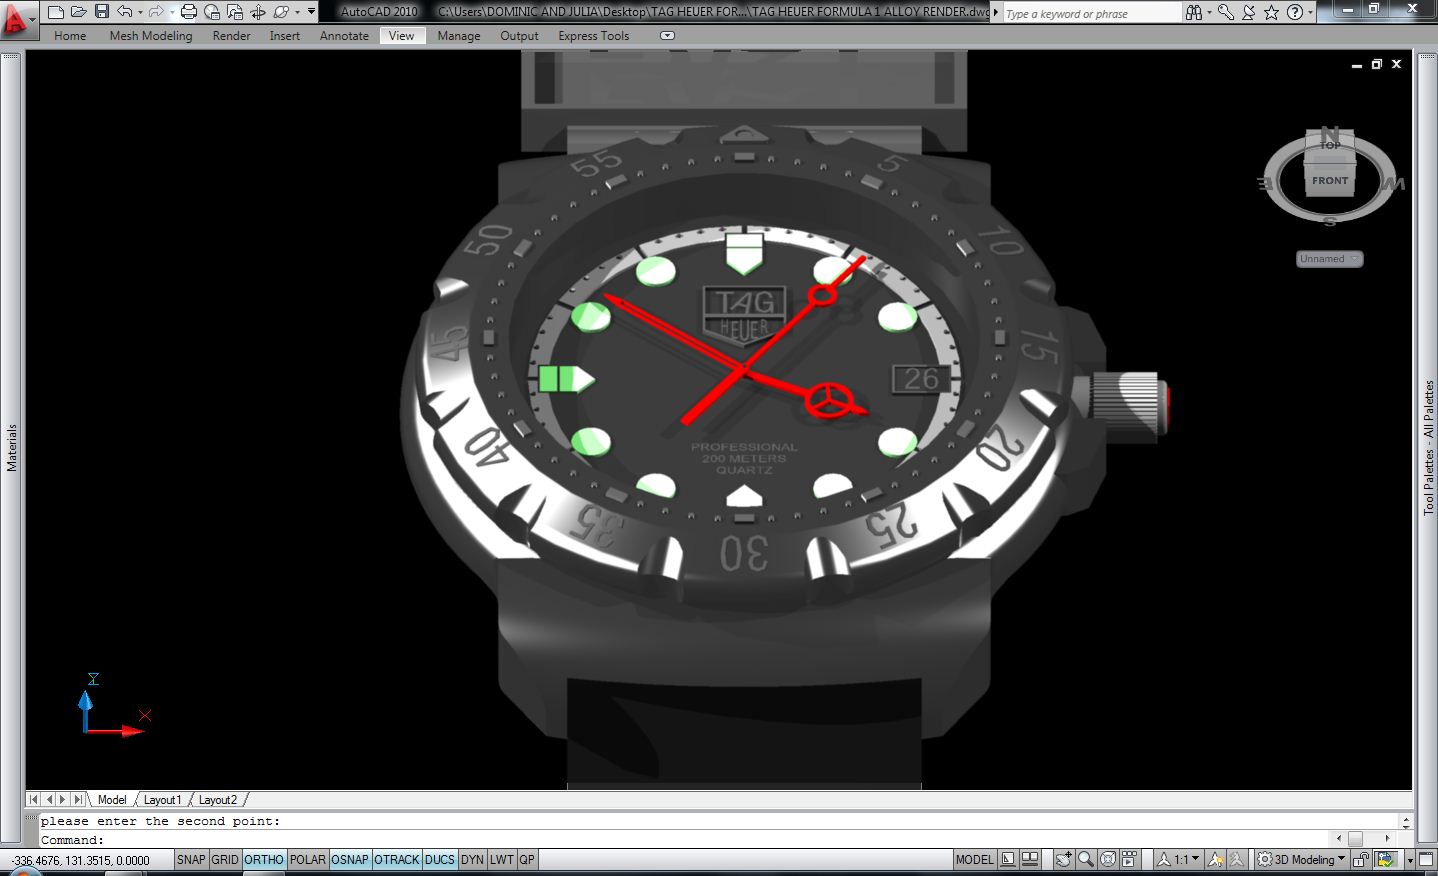 AutoCAD 2010 C:\Users\DOMINIC AND JULIA\Desktop\TAG HEUER FOR...\TAG HEUER FORMULA 1 ALLOY RENDER.dwg
Type a keyword or phrase
Home Mesh Modeling Render Insert Annotate View Manage Output Express Tools
N
TOP
FRONT
E W
S
Unnamed
55 5
50 10
45 15
40 20
35 25
30
TAG
HEUER
26
PROFESSIONAL
200 METERS
QUARTZ
Materials
Tool Palettes - All Palettes
Z
X
Model Layout1 Layout2
please enter the second point:
Command:
-336.4676, 131.3515, 0.0000 SNAP GRID ORTHO POLAR OSNAP OTRACK DUCS DYN LWT QP MODEL 1:1 3D Modeling